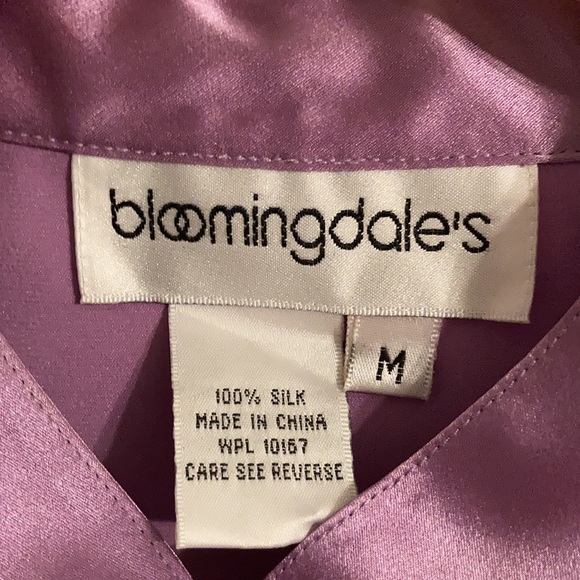 bloomingdale's
M
100% SILK
MADE IN CHINA
WPL 10167
CARE SEE REVERSE